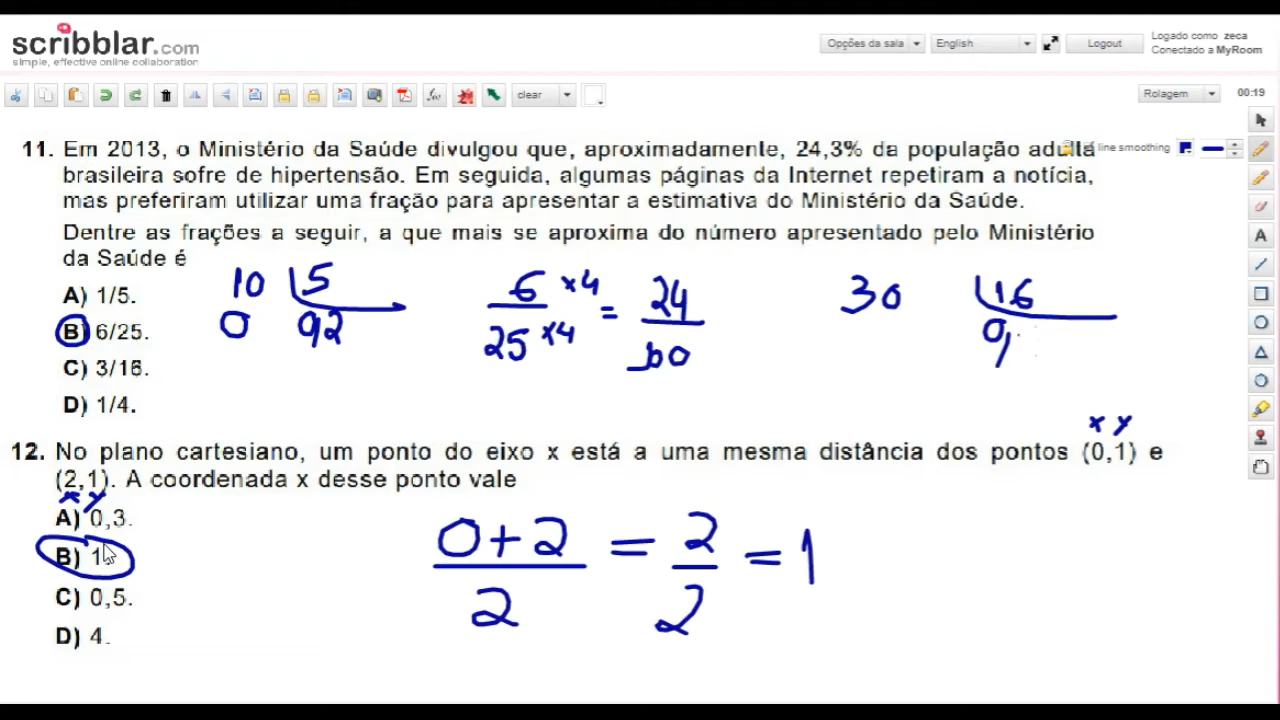 scribblar.com
simple, effective online collaboration
Opções da sala
English
Logout
Logado como zeca
Conectado a MyRoom
clear
Rolagem
00:19
line smoothing
11. Em 2013, o Ministério da Saúde divulgou que, aproximadamente, 24,3% da população adulta
brasileira sofre de hipertensão. Em seguida, algumas páginas da Internet repetiram a notícia,
mas preferiram utilizar uma fração para apresentar a estimativa do Ministério da Saúde.
Dentre as frações a seguir, a que mais se aproxima do número apresentado pelo Ministério
da Saúde é
A) 1/5.
B) 6/25.
C) 3/16.
D) 1/4.
10 5
0 0,2
6 x4 = 24
25 x4
30 16
0,
x y
12. No plano cartesiano, um ponto do eixo x está a uma mesma distância dos pontos (0,1) e
(2,1). A coordenada x desse ponto vale
x y
A) 0,3.
B) 1
C) 0,5.
D) 4.
0+2 = 2 = 1
2 2